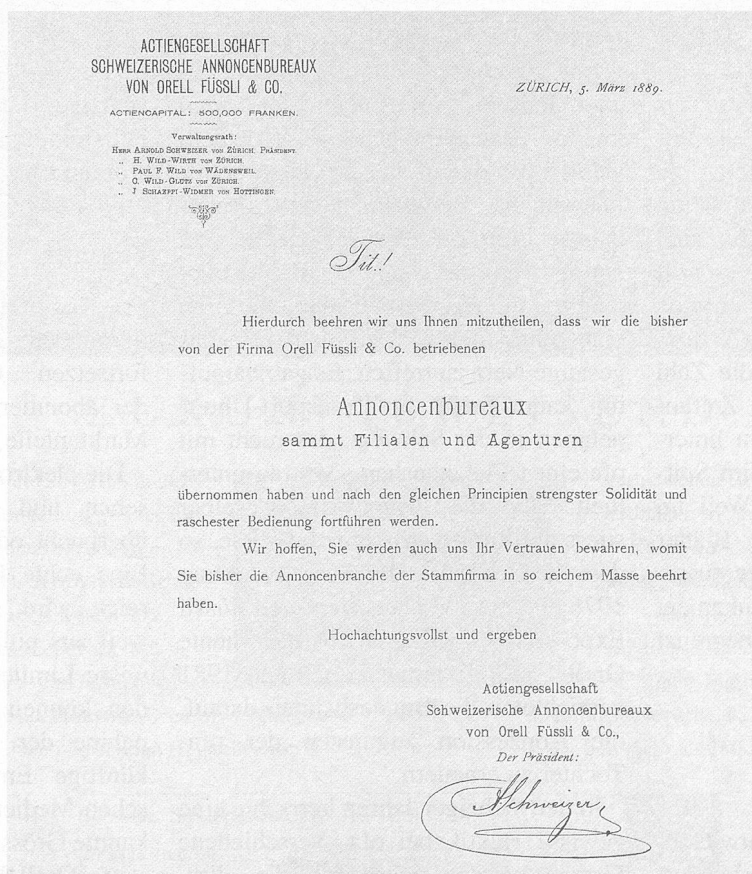 ACTIENGESELLSCHAFT
SCHWEIZERISCHE ANNONCENBUREAUX
VON ORELL FÜSSLI & CO.
ACTIENCAPITAL: 500,000 FRANKEN.
Verwaltungsrath:
HERR ARNOLD SCHWEIZER VON ZÜRICH, PRÄSIDENT.
„ H. WILD-WIRTH VON ZÜRICH.
„ PAUL F. WILD VON WÄDENSWEIL.
„ C. WILD-GLUTZ VON ZÜRICH.
„ J SCHAEPPI-WIDMER VON HOTTINGEN.
ZÜRICH, 5. März 1889.
Tit.!
Hierdurch beehren wir uns Ihnen mitzutheilen, dass wir die bisher
von der Firma Orell Füssli & Co. betriebenen
Annoncenbureaux
sammt Filialen und Agenturen
übernommen haben und nach den gleichen Principien strengster Solidität und
raschester Bedienung fortführen werden.
Wir hoffen, Sie werden auch uns Ihr Vertrauen bewahren, womit
Sie bisher die Annoncenbranche der Stammfirma in so reichem Masse beehrt
haben.
Hochachtungsvollst und ergeben
Actiengesellschaft
Schweizerische Annoncenbureaux
von Orell Füssli & Co.,
Der Präsident:
ASchweizer